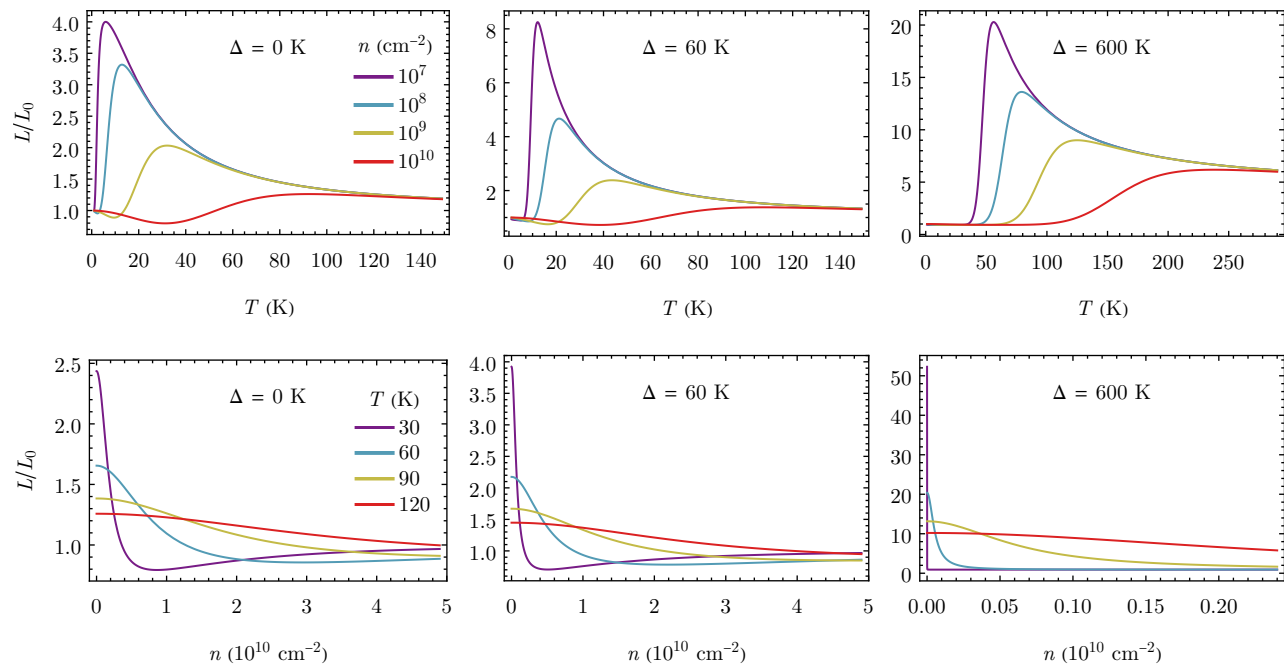 L/L₀
4.0
3.5
3.0
2.5
2.0
1.5
1.0
Δ = 0 K
n (cm⁻²)
10⁷
10⁸
10⁹
10¹⁰
0 20 40 60 80 100 120 140
T (K)
8
6
4
2
Δ = 60 K
0 20 40 60 80 100 120 140
T (K)
20
15
10
5
0
Δ = 600 K
0 50 100 150 200 250
T (K)
L/L₀
2.5
2.0
1.5
1.0
Δ = 0 K
T (K)
30
60
90
120
0 1 2 3 4 5
n (10¹⁰ cm⁻²)
4.0
3.5
3.0
2.5
2.0
1.5
1.0
Δ = 60 K
0 1 2 3 4 5
n (10¹⁰ cm⁻²)
50
40
30
20
10
0
Δ = 600 K
0.00 0.05 0.10 0.15 0.20
n (10¹⁰ cm⁻²)